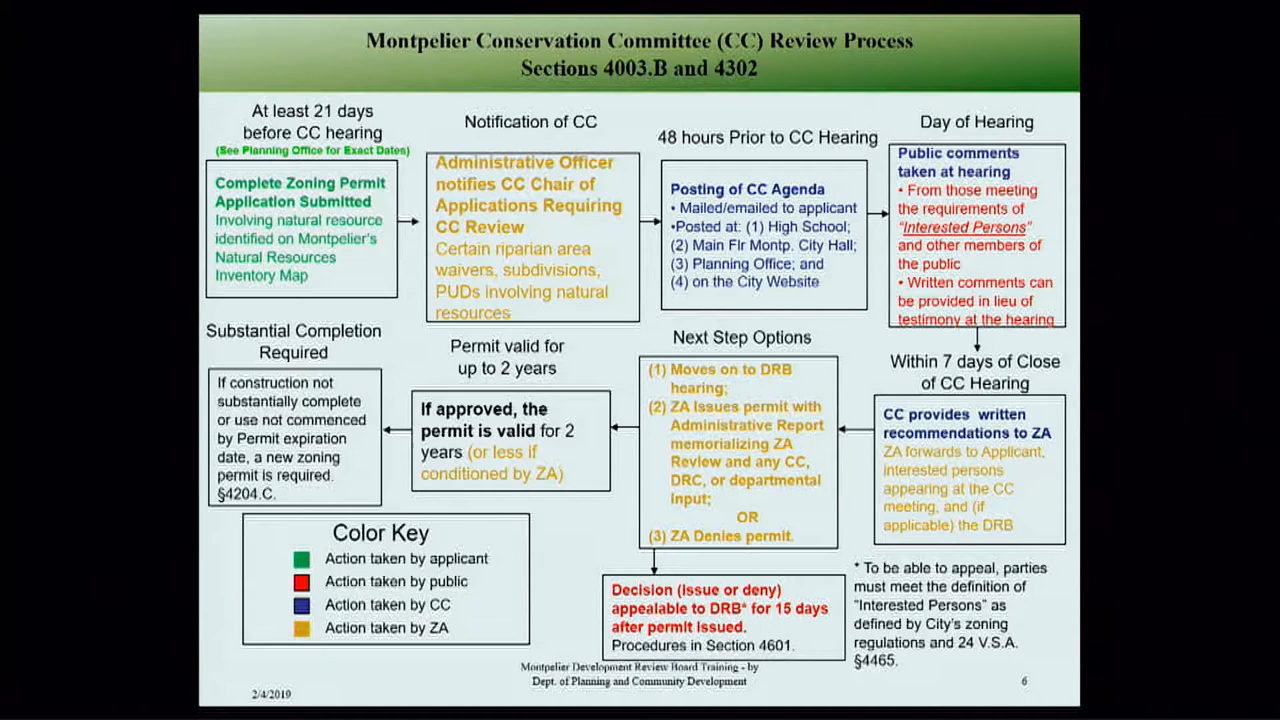 Montpelier Conservation Committee (CC) Review Process
Sections 4003.B and 4302
At least 21 days
before CC hearing
(See Planning Office for Exact Dates)
Complete Zoning Permit
Application Submitted
Involving natural resource
identified on Montpelier's
Natural Resources
Inventory Map
Notification of CC
Administrative Officer
notifies CC Chair of
Applications Requiring
CC Review
Certain riparian area
waivers, subdivisions,
PUDs involving natural
resources
48 hours Prior to CC Hearing
Posting of CC Agenda
• Mailed/emailed to applicant
•Posted at: (1) High School;
(2) Main Flr Montp. City Hall;
(3) Planning Office; and
(4) on the City Website
Day of Hearing
Public comments
taken at hearing
• From those meeting
the requirements of
"Interested Persons"
and other members of
the public
• Written comments can
be provided in lieu of
testimony at the hearing
Within 7 days of Close
of CC Hearing
CC provides written
recommendations to ZA
ZA forwards to Applicant,
interested persons
appearing at the CC
meeting, and (if
applicable) the DRB
Next Step Options
(1) Moves on to DRB
hearing;
(2) ZA Issues permit with
Administrative Report
memorializing ZA
Review and any CC,
DRC, or departmental
Input;
OR
(3) ZA Denies permit.
Permit valid for
up to 2 years
If approved, the
permit is valid for 2
years (or less if
conditioned by ZA)
Substantial Completion
Required
If construction not
substantially complete
or use not commenced
by Permit expiration
date, a new zoning
permit is required.
§4204.C.
Color Key
Action taken by applicant
Action taken by public
Action taken by CC
Action taken by ZA
Decision (Issue or deny)
appealable to DRB* for 15 days
after permit issued.
Procedures in Section 4601.
* To be able to appeal, parties
must meet the definition of
"Interested Persons" as
defined by City's zoning
regulations and 24 V.S.A.
§4465.
2/4/2019
Montpelier Development Review Board Training - by
Dept. of Planning and Community Development
6